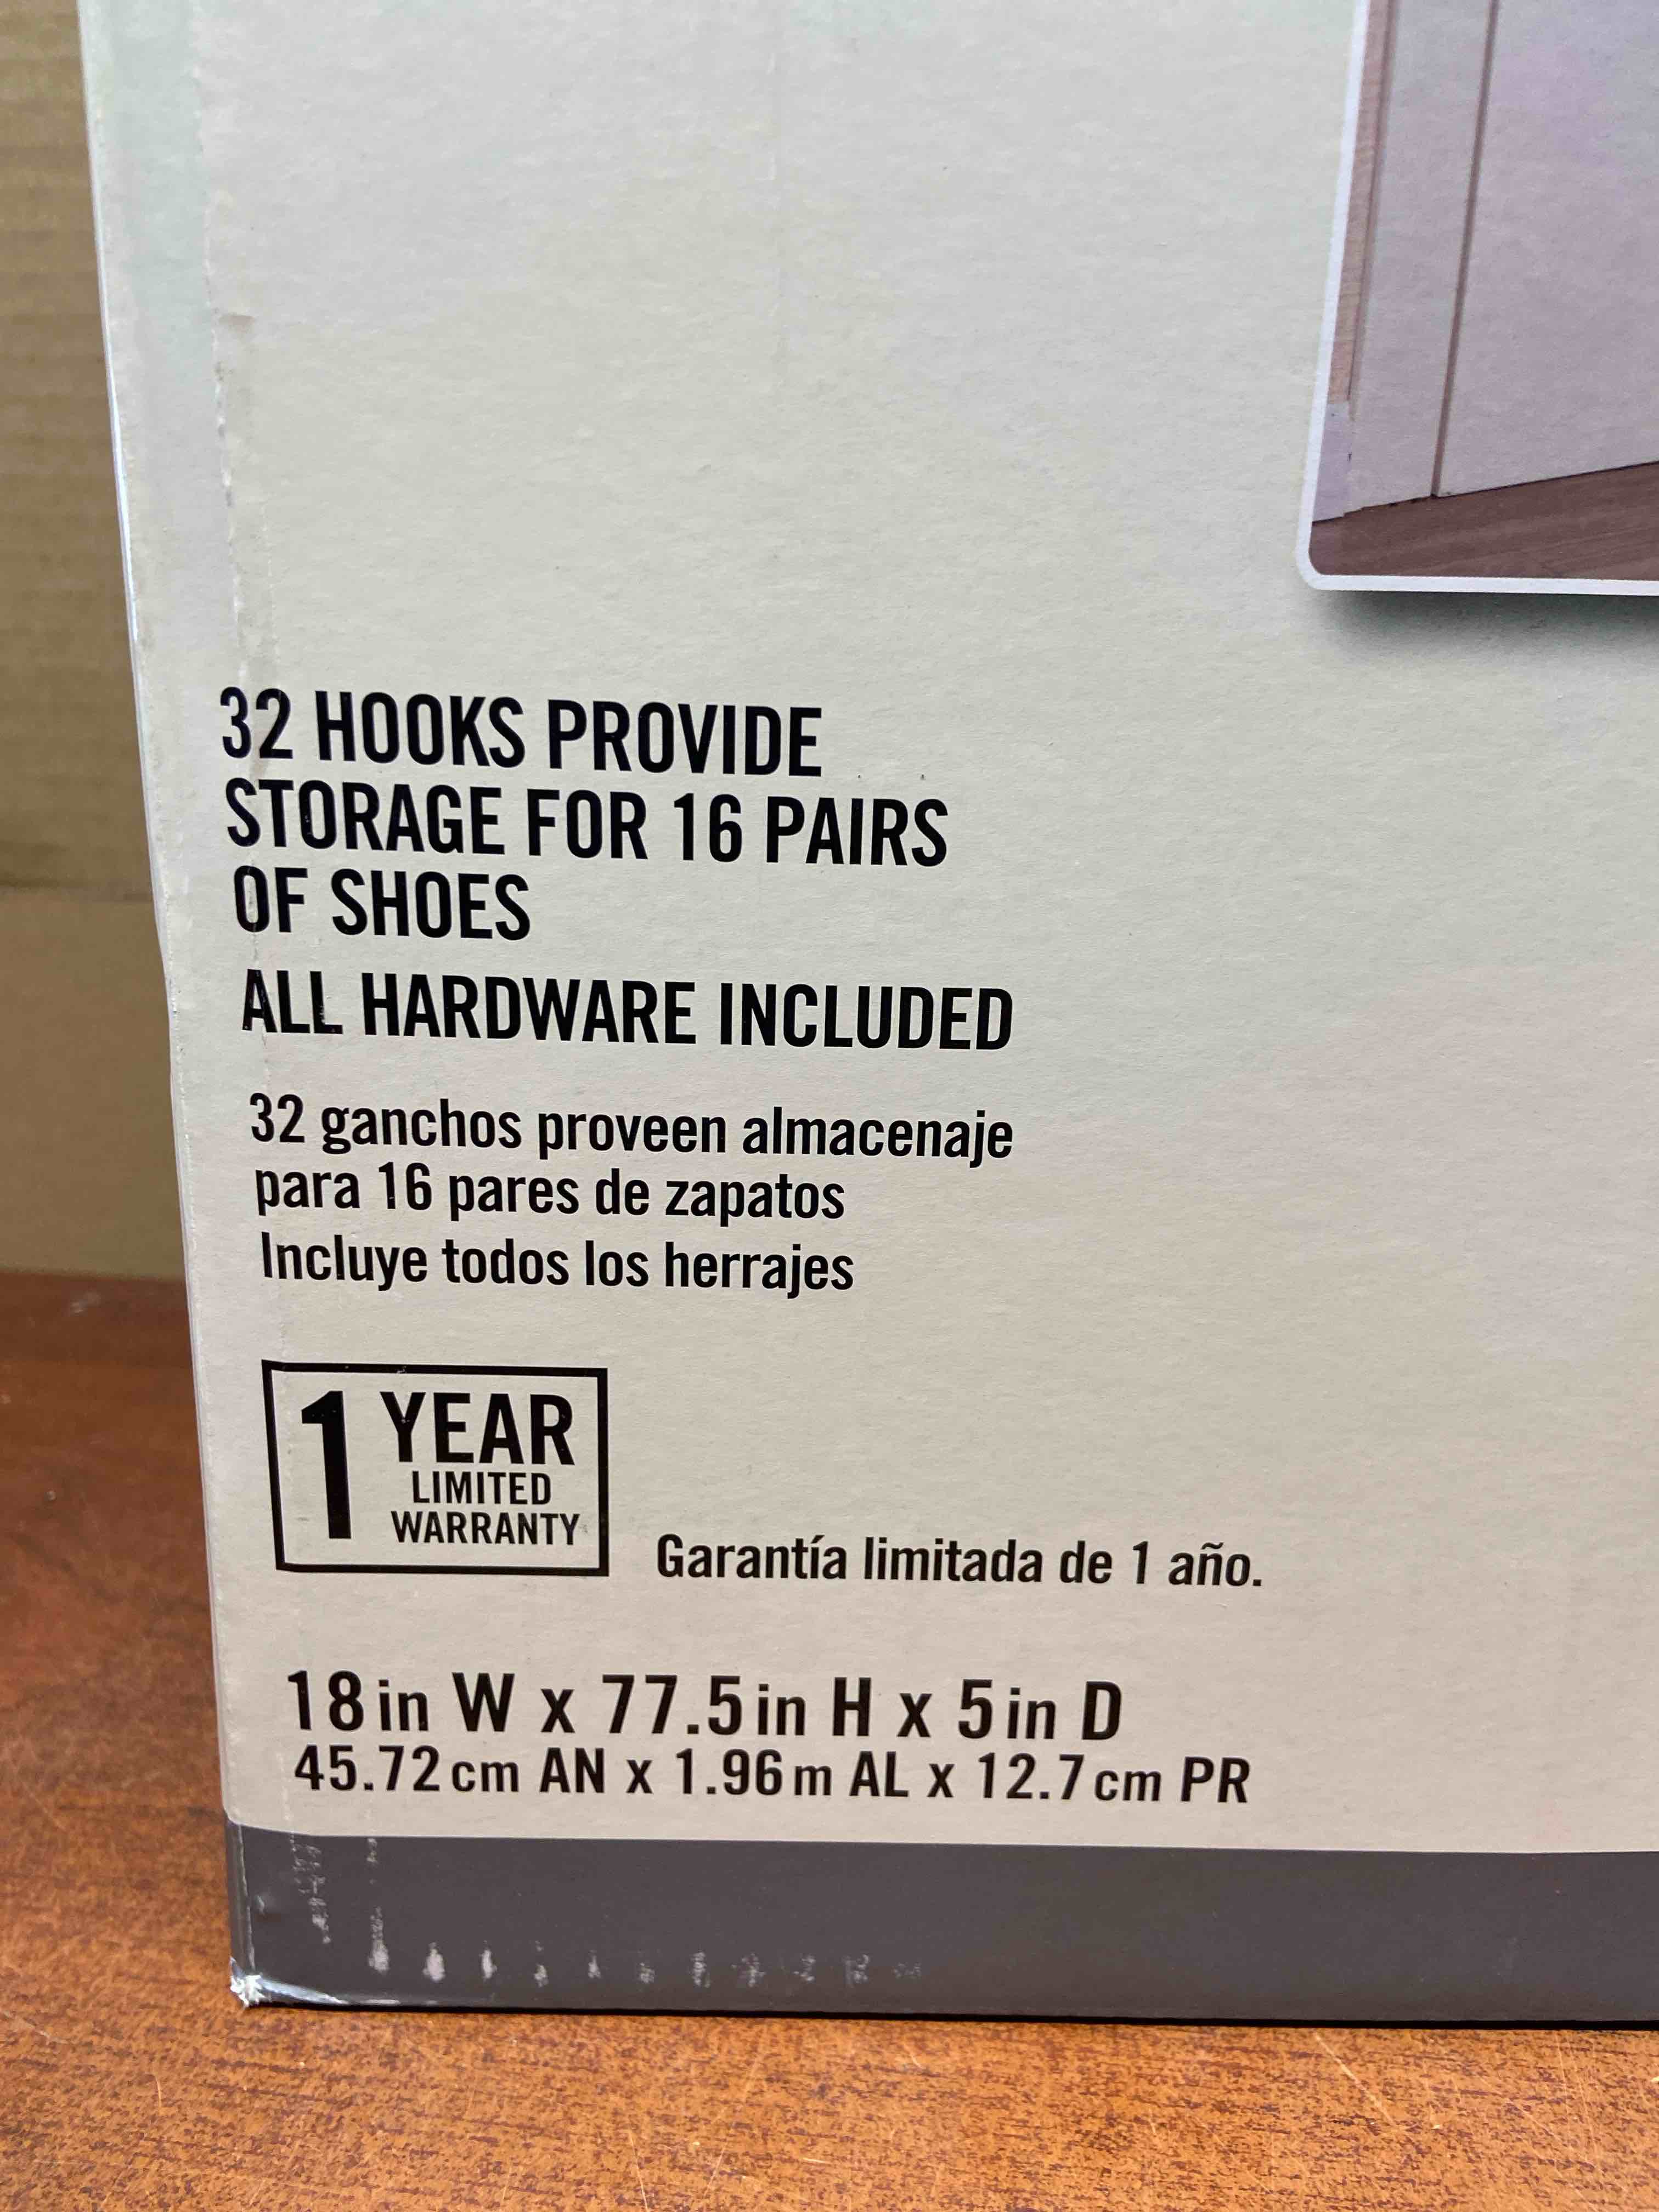 32 HOOKS PROVIDE
STORAGE FOR 16 PAIRS
OF SHOES
ALL HARDWARE INCLUDED
32 ganchos proveen almacenaje
para 16 pares de zapatos
Incluye todos los herrajes
1 YEAR
LIMITED
WARRANTY
Garantía limitada de 1 año.
18 in W x 77.5 in H x 5 in D
45.72 cm AN x 1.96 m AL x 12.7 cm PR